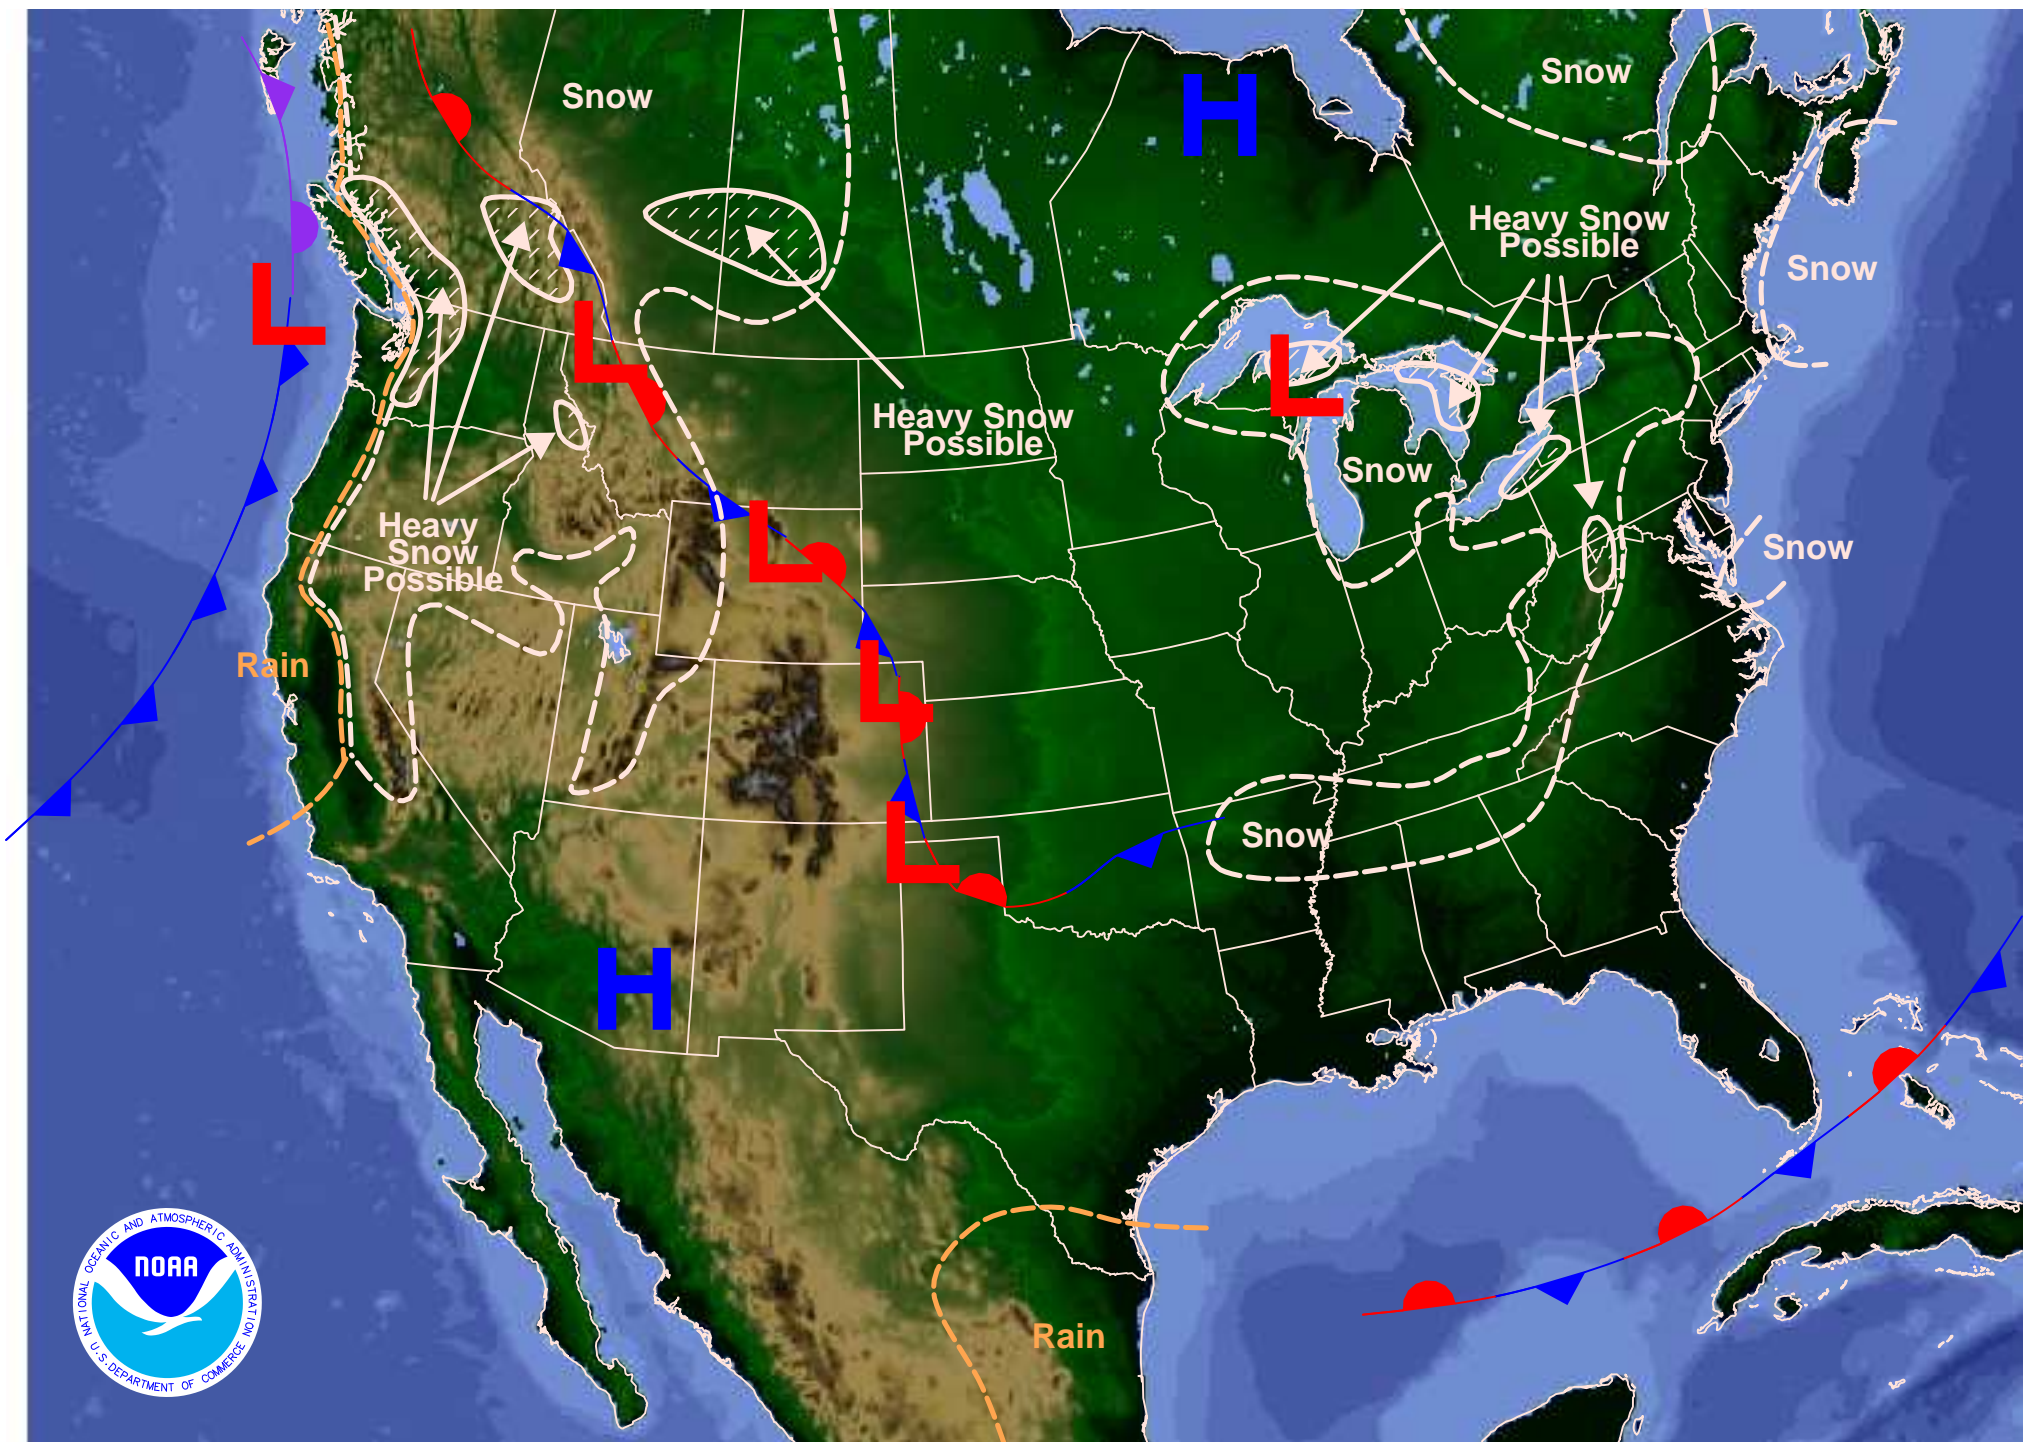 Snow
H
Snow
Heavy Snow
Possible
Snow
L
L
L
Heavy Snow
Possible
Snow
Heavy
Snow
Possible
L
Snow
Rain
L
L
Snow
H
NATIONAL OCEANIC AND ATMOSPHERIC ADMINISTRATION
NOAA
U.S. DEPARTMENT OF COMMERCE
Rain